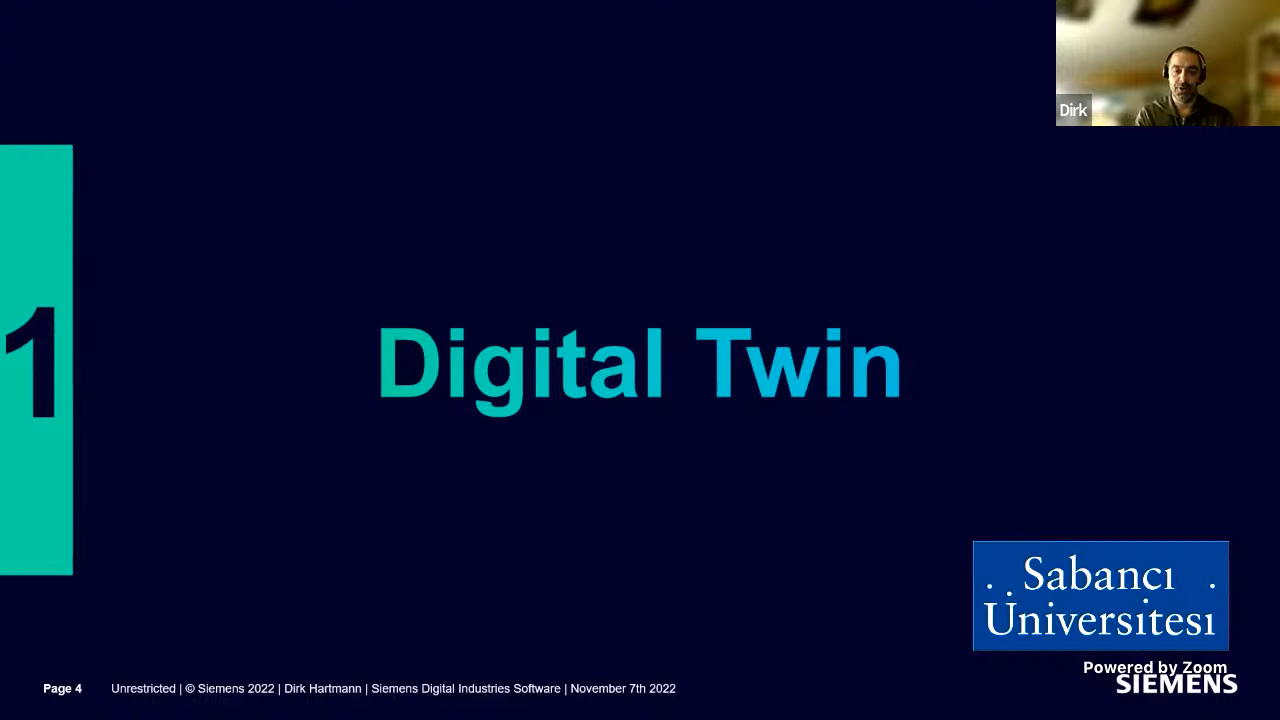 Dirk
1
Digital Twin
Sabancı
Üniversitesi
Powered by Zoom
SIEMENS
Page 4 Unrestricted | © Siemens 2022 | Dirk Hartmann | Siemens Digital Industries Software | November 7th 2022